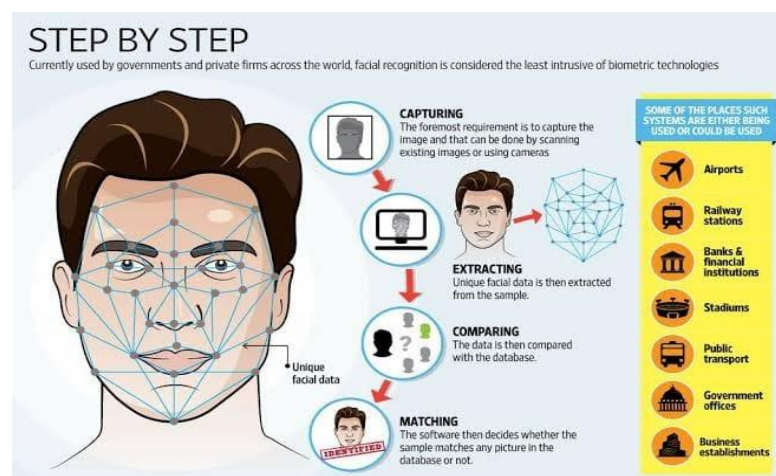 STEP BY STEP
Currently used by governments and private firms across the world, facial recognition is considered the least intrusive of biometric technologies
CAPTURING
The foremost requirement is to capture the
image and that can be done by scanning
existing images or using cameras
EXTRACTING
Unique facial data is then extracted
from the sample.
COMPARING
The data is then compared
with the database.
?
Unique
facial data
MATCHING
The software then decides whether the
sample matches any picture in the
database or not.
IDENTIFIED
SOME OF THE PLACES SUCH
SYSTEMS ARE EITHER BEING
USED OR COULD BE USED
Airports
Railway
stations
Banks &
financial
institutions
Stadiums
Public
transport
Government
offices
Business
establishments